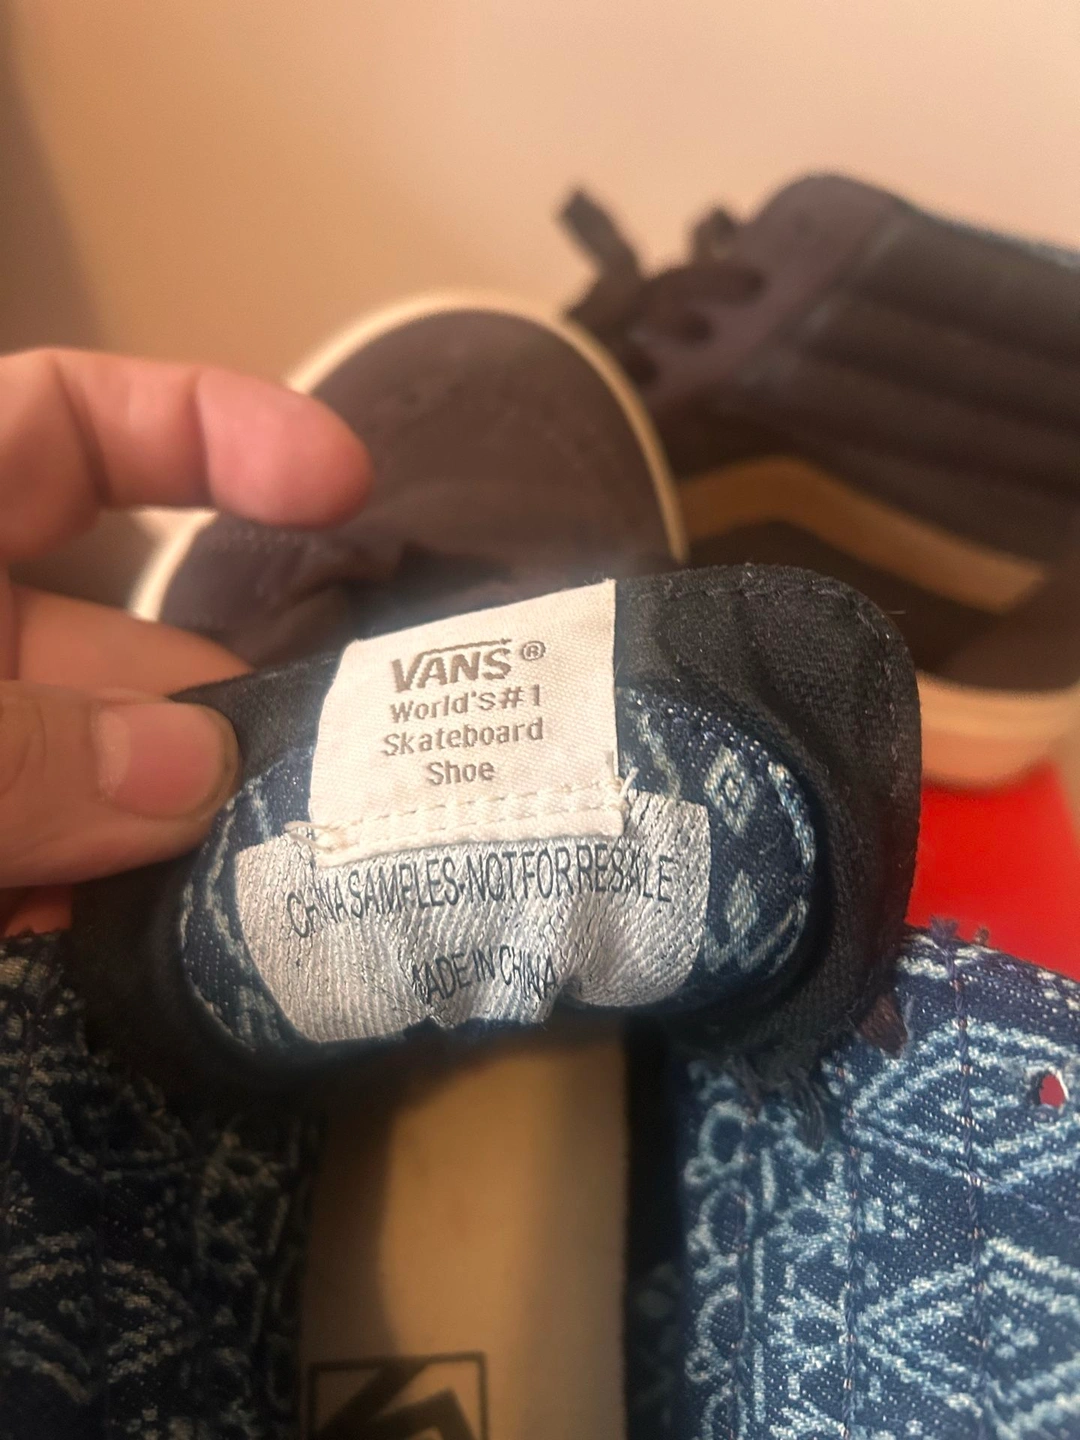 VANS®
World's#1
Skateboard
Shoe
CHINA SAMPLES-NOT FOR RESALE
MADE IN CHINA